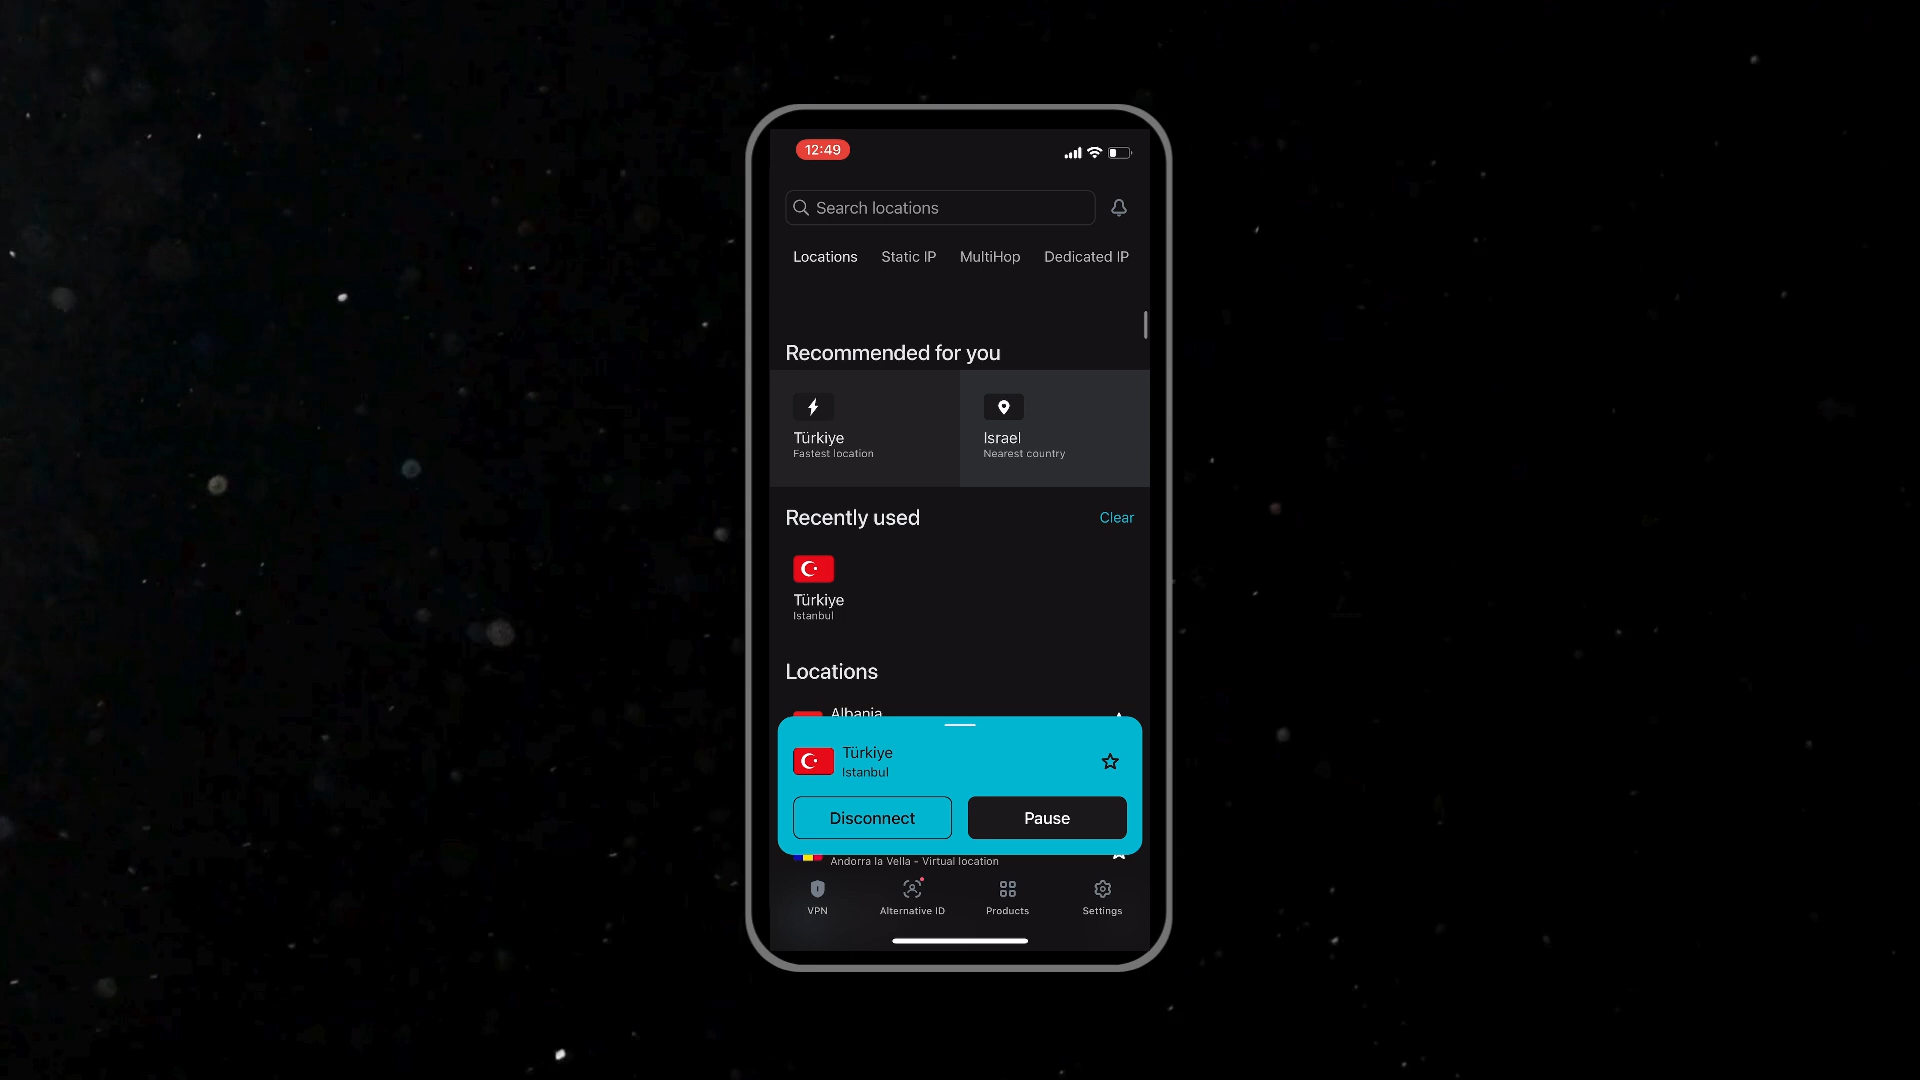 12:49
Search locations
Locations Static IP MultiHop Dedicated IP
Recommended for you
Türkiye
Fastest location
Israel
Nearest country
Recently used Clear
Türkiye
Istanbul
Locations
Albania
Türkiye
Istanbul
Disconnect Pause
Andorra la Vella - Virtual location
VPN Alternative ID Products Settings